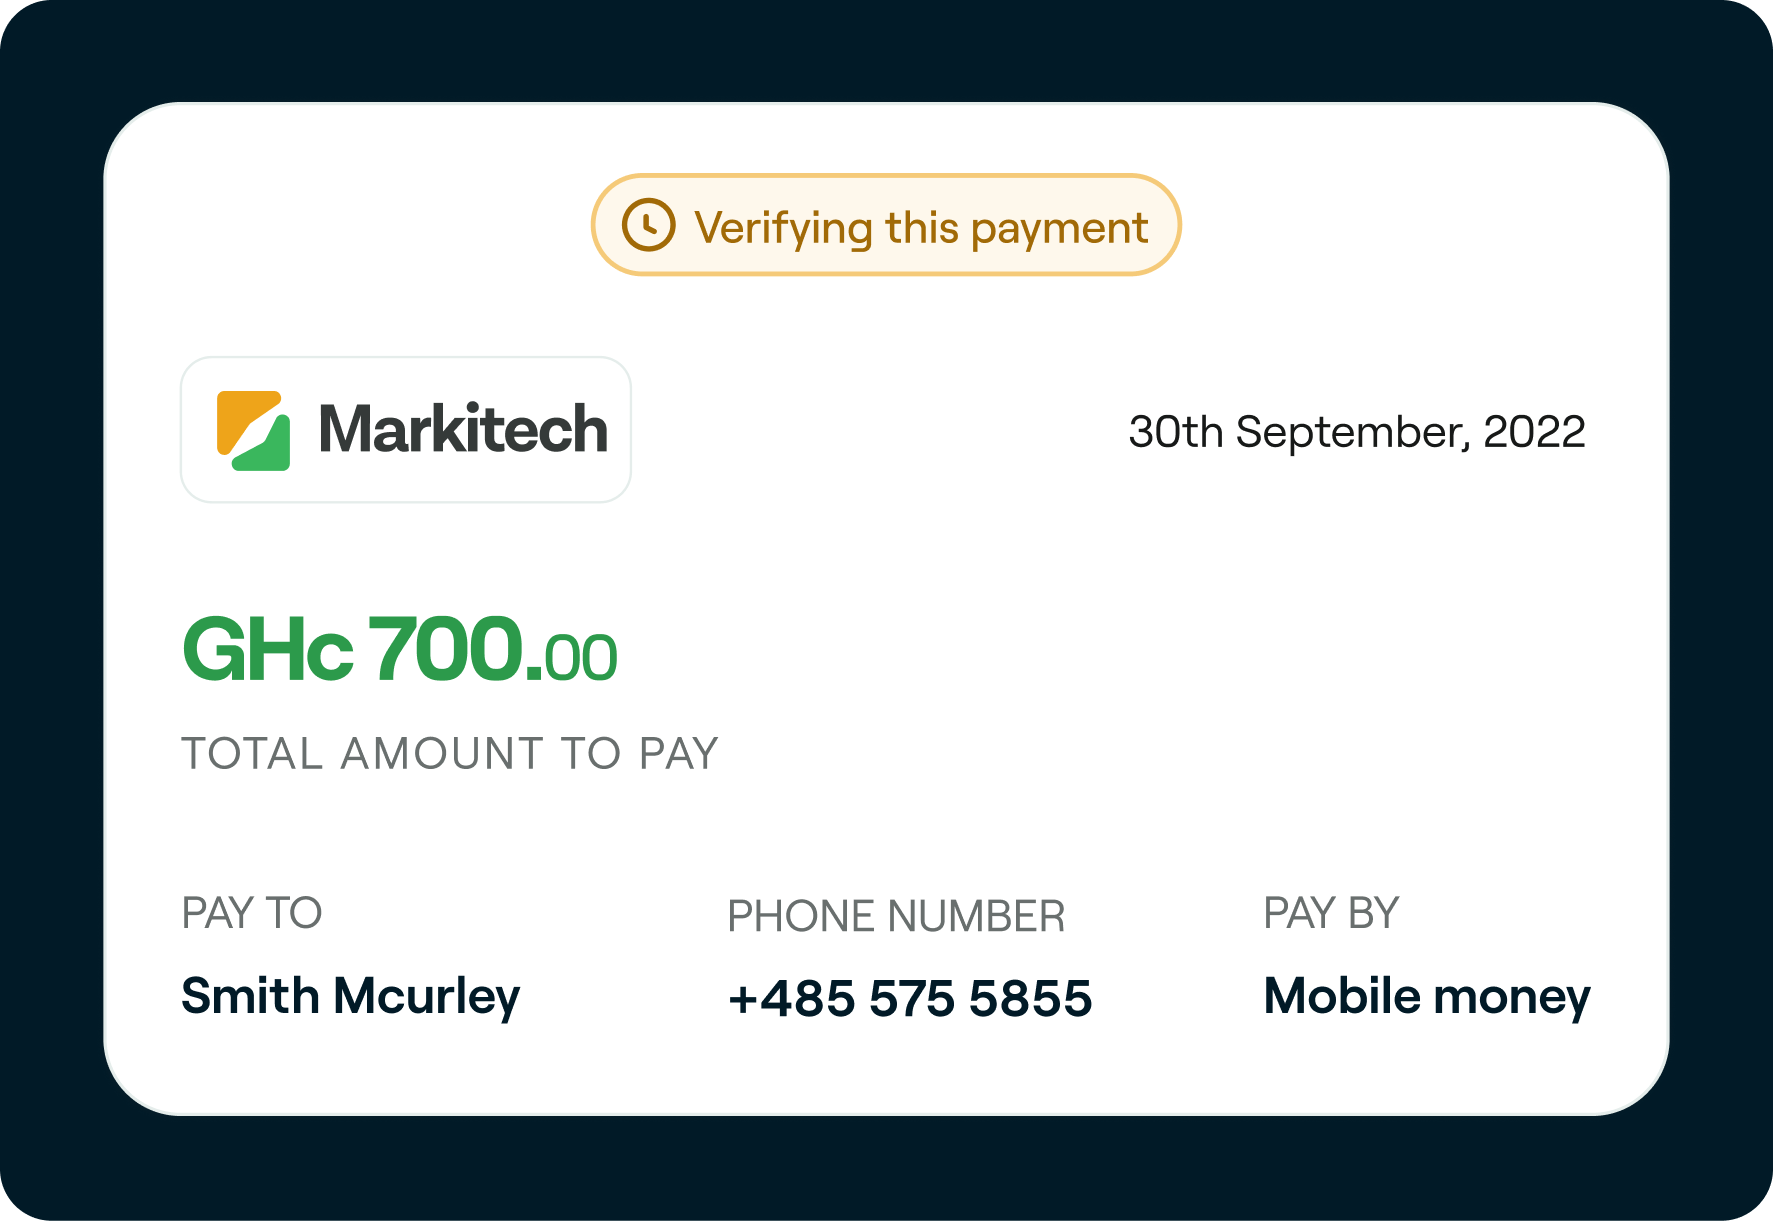 Verifying this payment
Markitech
30th September, 2022
GHc 700.00
TOTAL AMOUNT TO PAY
PAY TO
Smith Mcurley
PHONE NUMBER
+485 575 5855
PAY BY
Mobile money